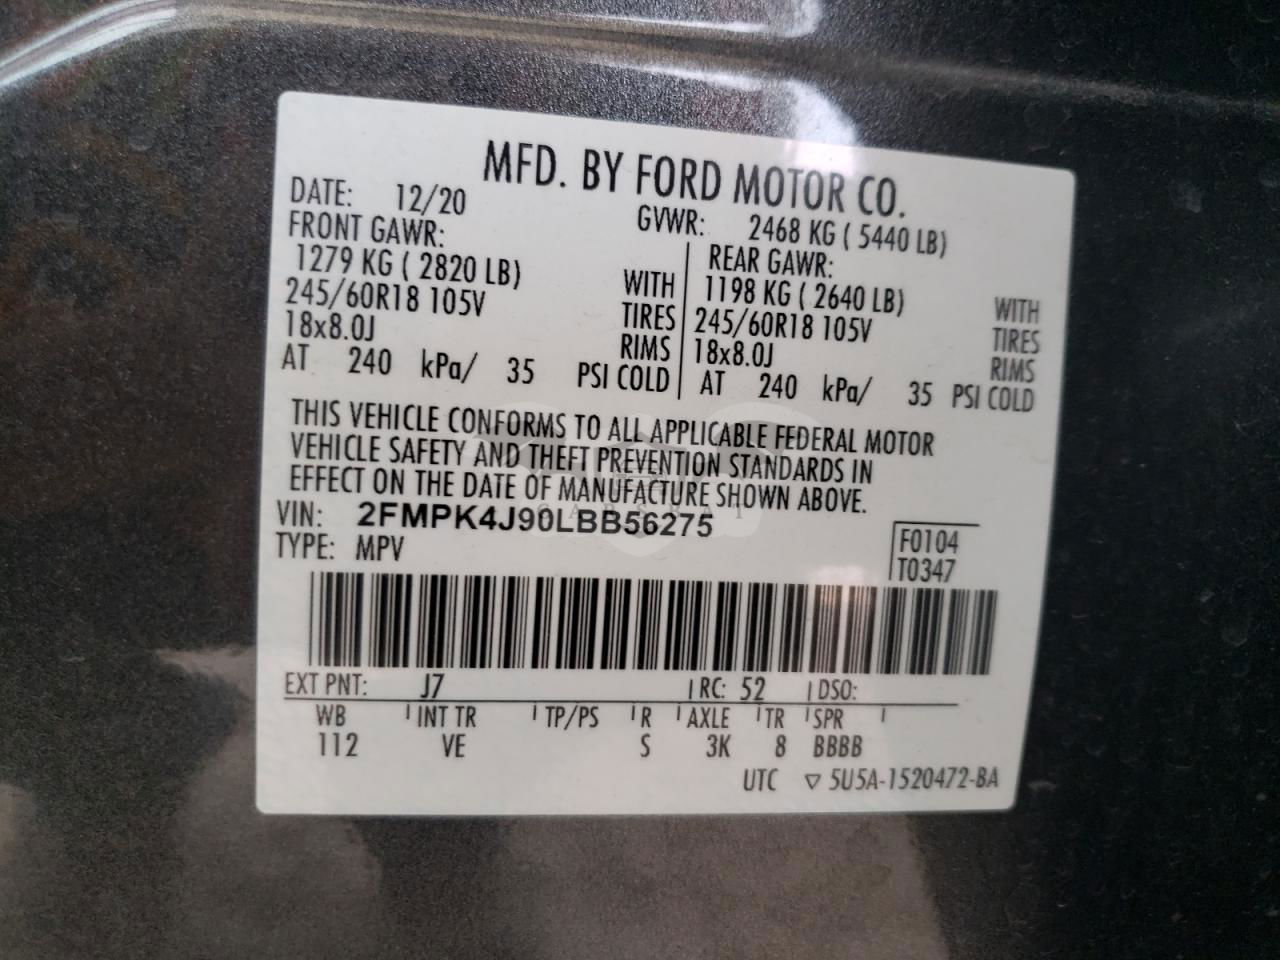 MFD. BY FORD MOTOR CO.
DATE: 12/20 GVWR: 2468 KG ( 5440 LB)
FRONT GAWR: REAR GAWR:
1279 KG ( 2820 LB) WITH 1198 KG ( 2640 LB) WITH
245/60R18 105V TIRES 245/60R18 105V TIRES
18x8.0J RIMS 18x8.0J RIMS
AT 240 kPa/ 35 PSI COLD AT 240 kPa/ 35 PSI COLD
THIS VEHICLE CONFORMS TO ALL APPLICABLE FEDERAL MOTOR
VEHICLE SAFETY AND THEFT PREVENTION STANDARDS IN
EFFECT ON THE DATE OF MANUFACTURE SHOWN ABOVE.
VIN: 2FMPK4J90LBB56275
TYPE: MPV
F0104
T0347
EXT PNT: J7 RC: 52 DSO:
WB INT TR TP/PS R AXLE TR SPR
112 VE S 3K 8 BBBB
UTC ▽ 5U5A-1520472-BA